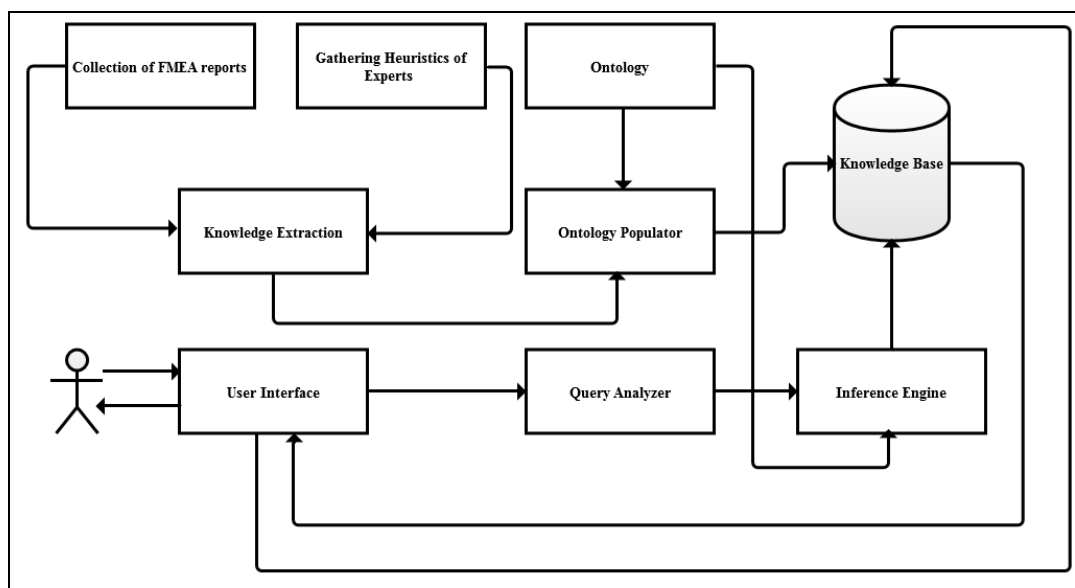 Collection of FMEA reports
Gathering Heuristics of
Experts
Ontology
Knowledge Base
Knowledge Extraction
Ontology Populator
User Interface
Query Analyzer
Inference Engine